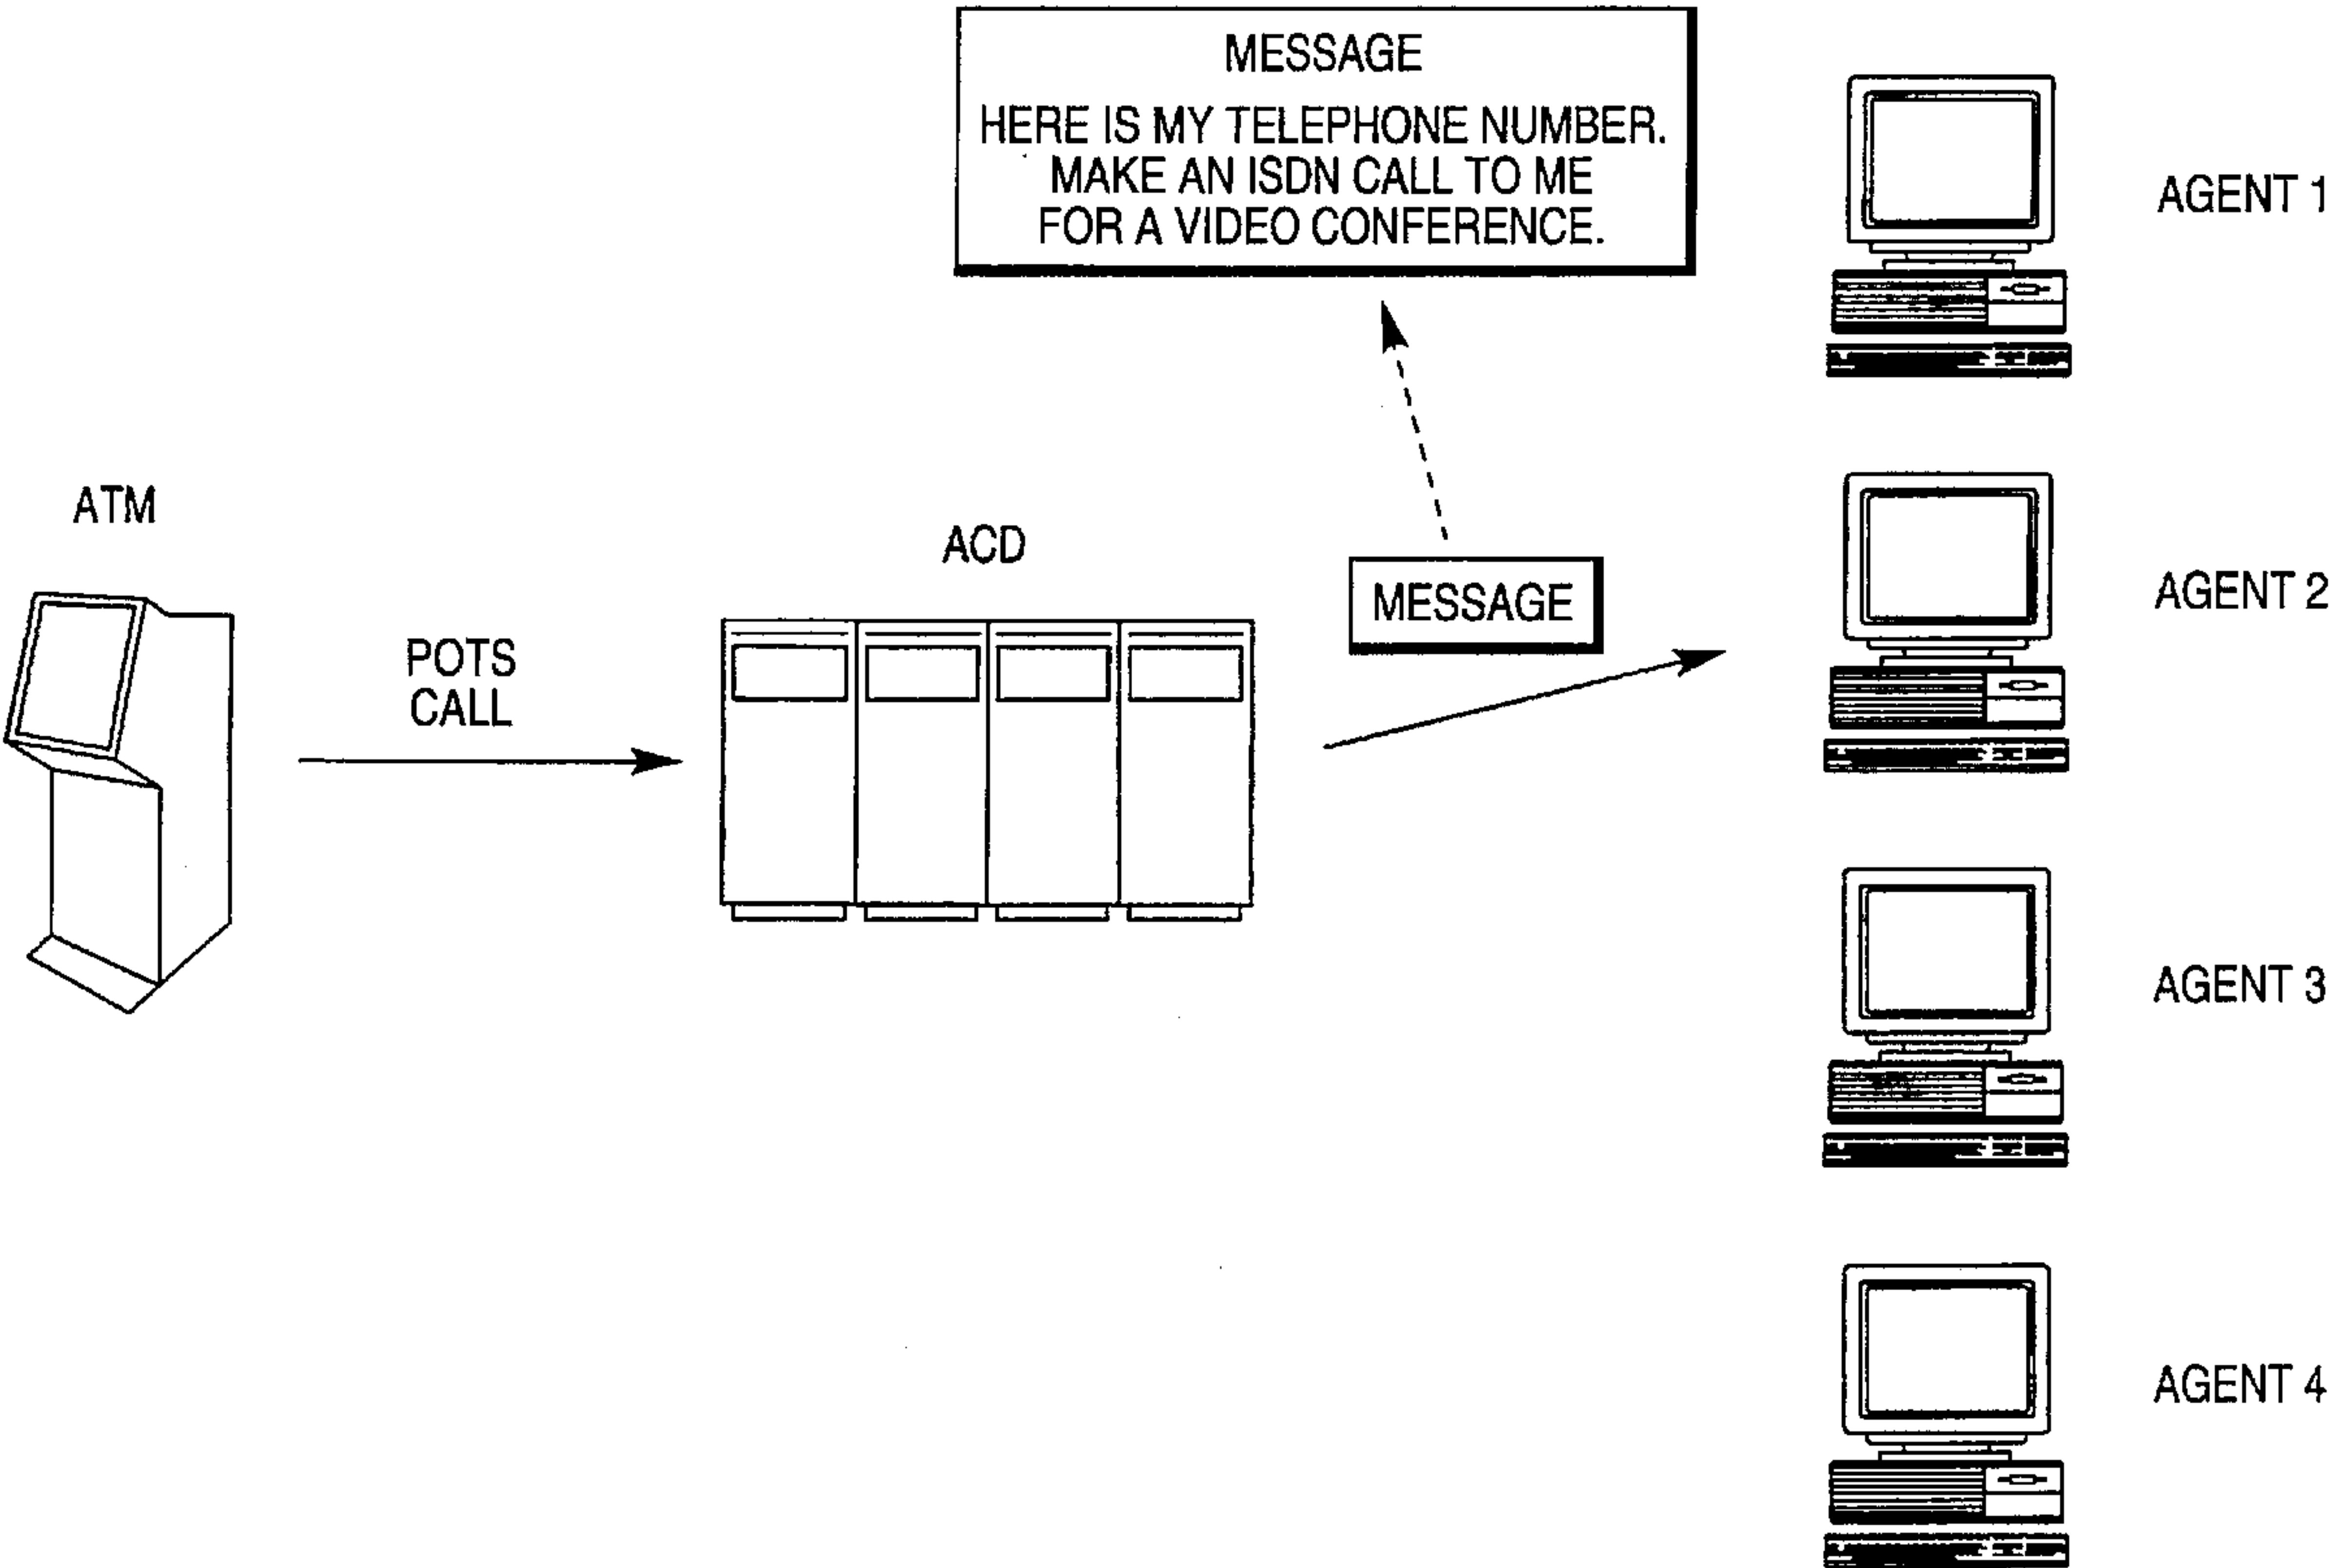 MESSAGE
HERE IS MY TELEPHONE NUMBER.
MAKE AN ISDN CALL TO ME
FOR A VIDEO CONFERENCE.
AGENT 1
ATM
ACD
MESSAGE
AGENT 2
POTS
CALL
AGENT 3
AGENT 4